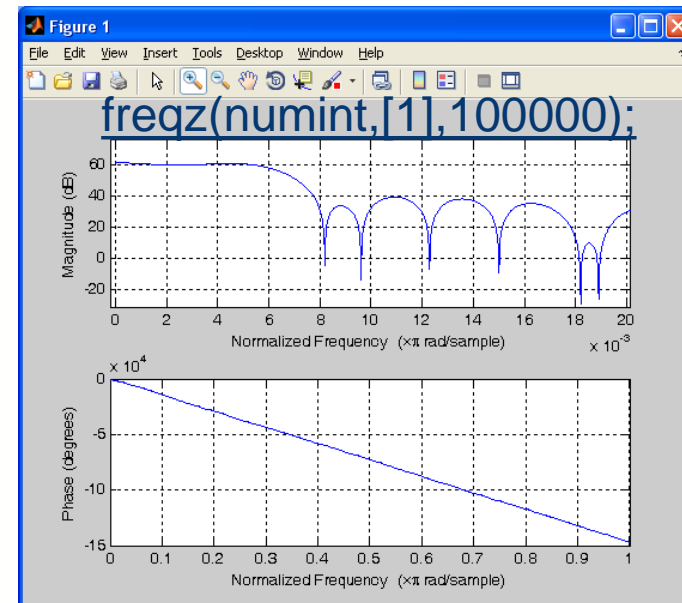 Figure 1
File Edit View Insert Tools Desktop Window Help
freqz(numint,[1],100000);
60
40
20
0
-20
Magnitude (dB)
0 2 4 6 8 10 12 14 16 18 20
Normalized Frequency (×π rad/sample)
x 10^-3
x 10^4
0
-5
-10
-15
Phase (degrees)
0 0.1 0.2 0.3 0.4 0.5 0.6 0.7 0.8 0.9 1
Normalized Frequency (×π rad/sample)